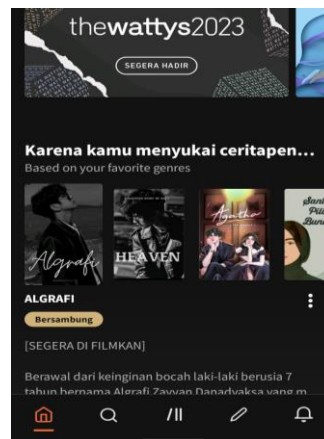 thewattys2023
SEGERA HADIR
Karena kamu menyukai ceritapen...
Based on your favorite genres
Algrafi
HEAVEN
Agatha
ALGRAFI
Bersambung
[SEGERA DI FILMKAN]
Berawal dari keinginan bocah laki-laki berusia 7
tahun bernama Algrafi Zayyan Danadyaksa yang m